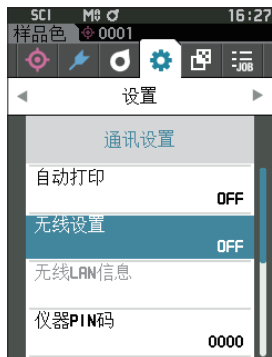 SCI M0 16:27
样品色 0001
-JOB
设置
通讯设置
自动打印
OFF
无线设置
OFF
无线LAN信息
仪器PIN码
0000